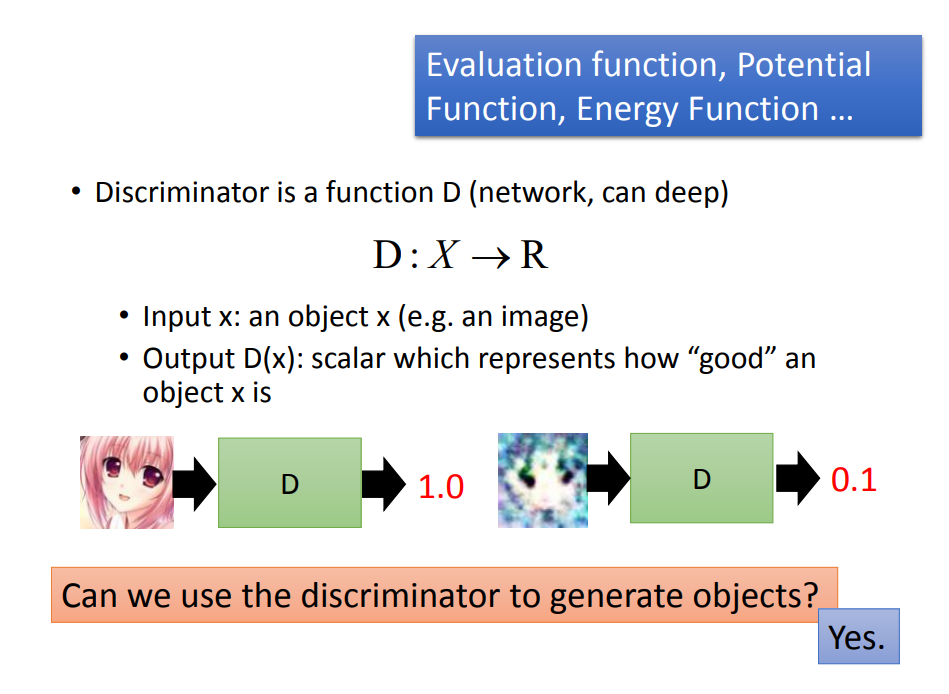 Evaluation function, Potential
Function, Energy Function …
• Discriminator is a function D (network, can deep)
D : X → R
• Input x: an object x (e.g. an image)
• Output D(x): scalar which represents how “good” an
object x is
D
1.0
D
0.1
Can we use the discriminator to generate objects?
Yes.